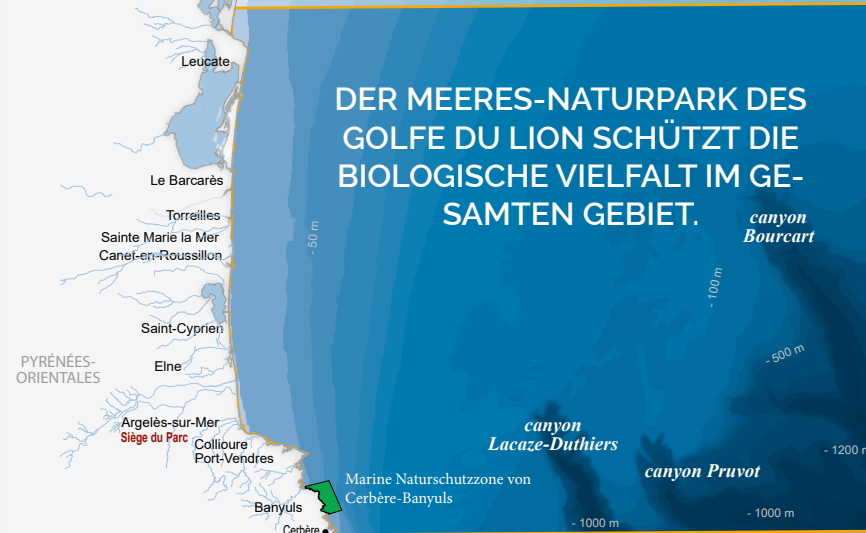 Leucate
DER MEERES-NATURPARK DES
GOLFE DU LION SCHÜTZT DIE
BIOLOGISCHE VIELFALT IM GE-
SAMTEN GEBIET.
Le Barcarès
Torreilles
canyon
Bourcart
Sainte Marie la Mer
- 50 m
Canet-en-Roussillon
- 100 m
Saint-Cyprien
- 500 m
PYRÉNÉES-
ORIENTALES
Elne
Argelès-sur-Mer
Siège du Parc
canyon
Lacaze-Duthiers
Collioure
Port-Vendres
- 1200 m
canyon Pruvot
Marine Naturschutzzone von
Cerbère-Banyuls
Banyuls
- 1000 m
- 1000 m
Cerbère